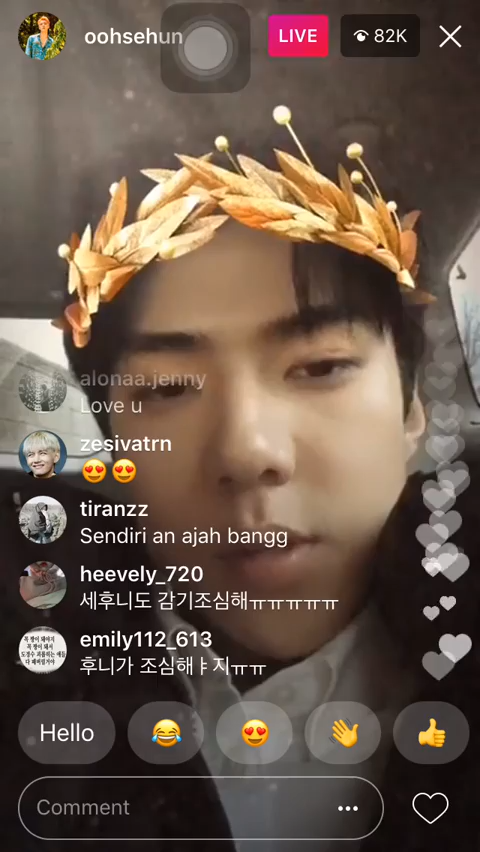 oohsehun
LIVE
82K
alonaa.jenny
Love u
zesivatrn
😍😍
tiranzz
Sendiri an ajah bangg
heevely_720
세후니도 감기조심해ㅠㅠㅠㅠㅠ
emily112_613
후니가 조심해ㅑ지ㅠㅠ
Hello
Comment